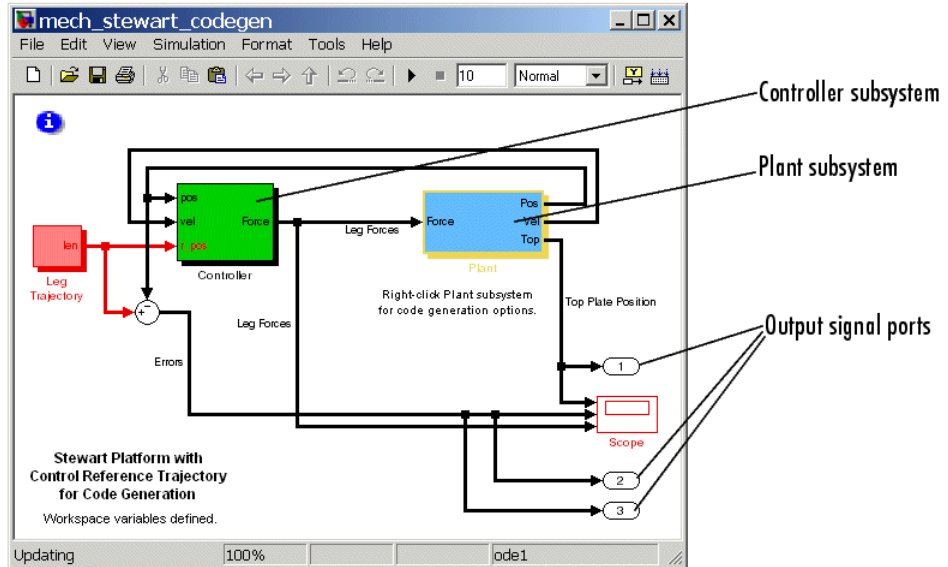 mech_stewart_codegen
File Edit View Simulation Format Tools Help
10 Normal
Controller subsystem
Plant subsystem
Output signal ports
pos
vel
r_pos
Force
Controller
Leg Forces
Force
Pos
Vel
Top
Plant
len
Leg
Trajectory
Right-click Plant subsystem
for code generation options.
Top Plate Position
Leg Forces
+
-
Errors
1
Scope
2
3
Stewart Platform with
Control Reference Trajectory
for Code Generation
Workspace variables defined.
Updating 100% ode1